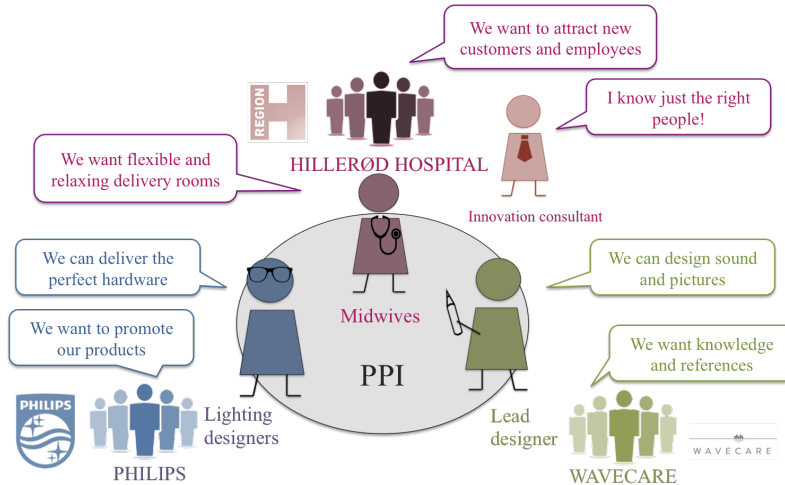 We want to attract new
customers and employees
REGION
H
I know just the right
people!
HILLERØD HOSPITAL
We want flexible and
relaxing delivery rooms
Innovation consultant
We can deliver the
perfect hardware
We can design sound
and pictures
Midwives
We want to promote
our products
We want knowledge
and references
PPI
PHILIPS
Lighting
designers
Lead
designer
PHILIPS
WAVECARE
WAVECARE